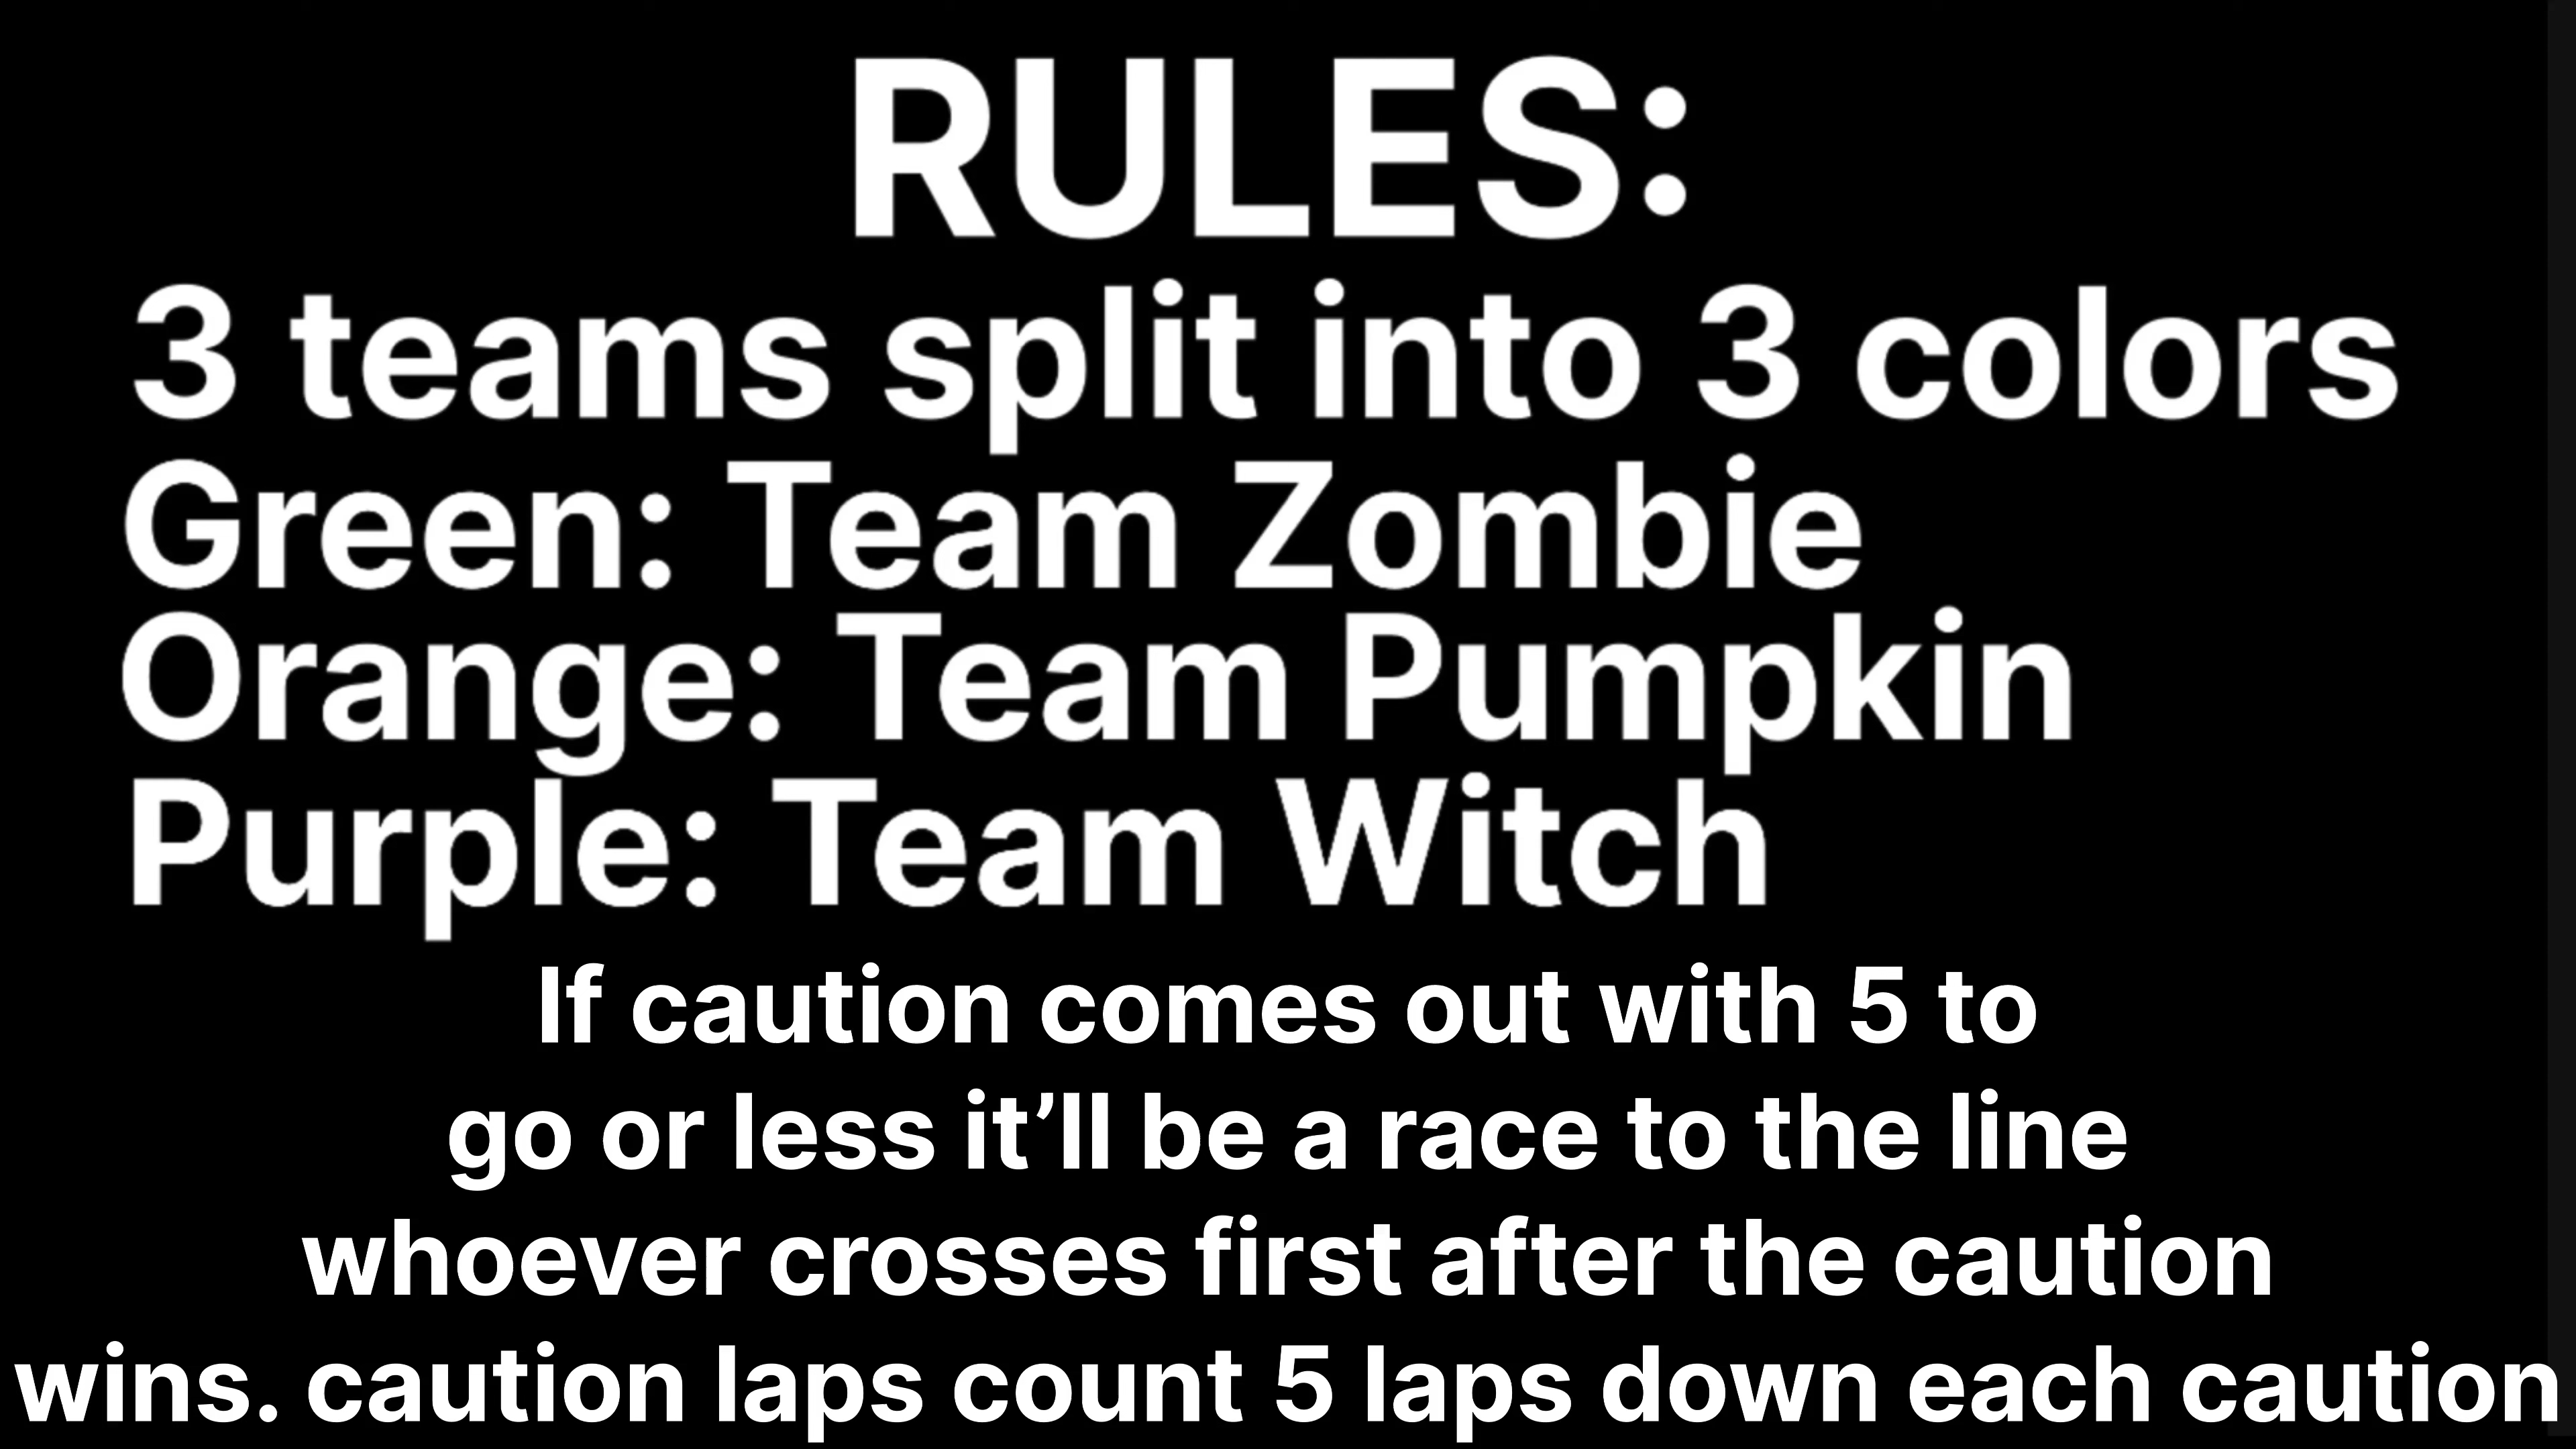 RULES:
3 teams split into 3 colors
Green: Team Zombie
Orange: Team Pumpkin
Purple: Team Witch
If caution comes out with 5 to
go or less it’ll be a race to the line
whoever crosses first after the caution
wins. caution laps count 5 laps down each caution